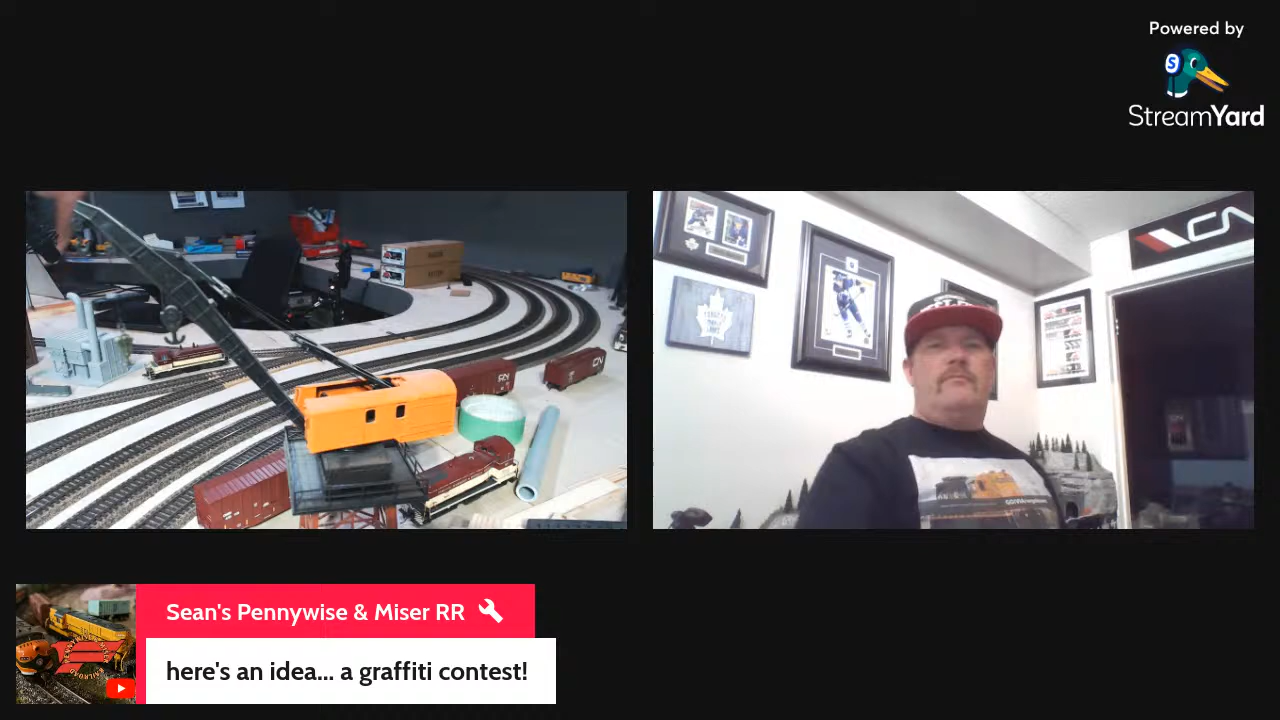 Powered by
S
StreamYard
CN
CN
Sean's Pennywise & Miser RR
here's an idea... a graffiti contest!